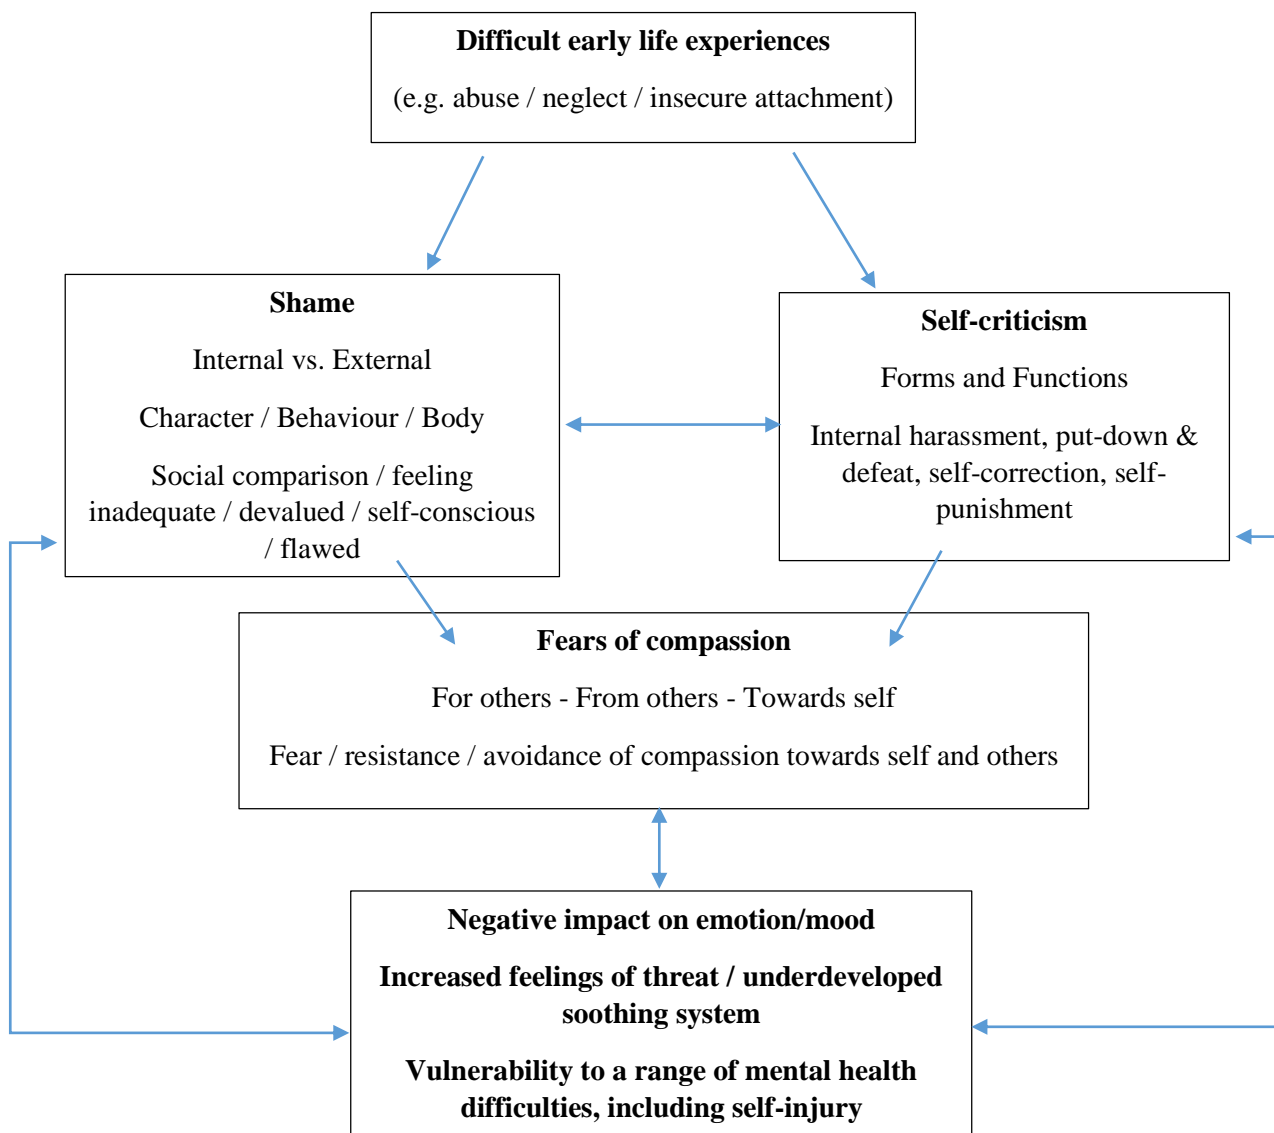 Difficult early life experiences
(e.g. abuse / neglect / insecure attachment)
Shame
Internal vs. External
Character / Behaviour / Body
Social comparison / feeling
inadequate / devalued / self-conscious
/ flawed
Self-criticism
Forms and Functions
Internal harassment, put-down &
defeat, self-correction, self-
punishment
Fears of compassion
For others - From others - Towards self
Fear / resistance / avoidance of compassion towards self and others
Negative impact on emotion/mood
Increased feelings of threat / underdeveloped
soothing system
Vulnerability to a range of mental health
difficulties, including self-injury